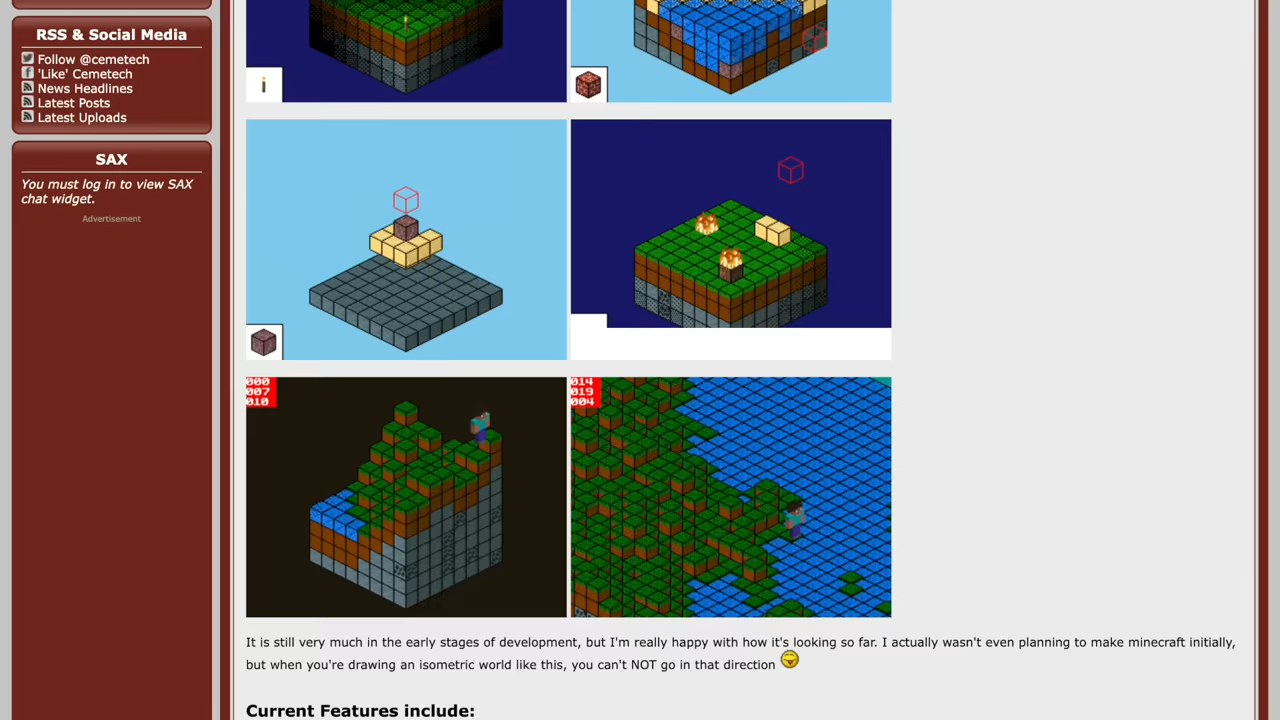 RSS & Social Media
Follow @cemetech
'Like' Cemetech
News Headlines
Latest Posts
Latest Uploads
SAX
You must log in to view SAX
chat widget.
Advertisement
000
007
010
014
019
004
It is still very much in the early stages of development, but I'm really happy with how it's looking so far. I actually wasn't even planning to make minecraft initially,
but when you're drawing an isometric world like this, you can't NOT go in that direction
Current Features include: